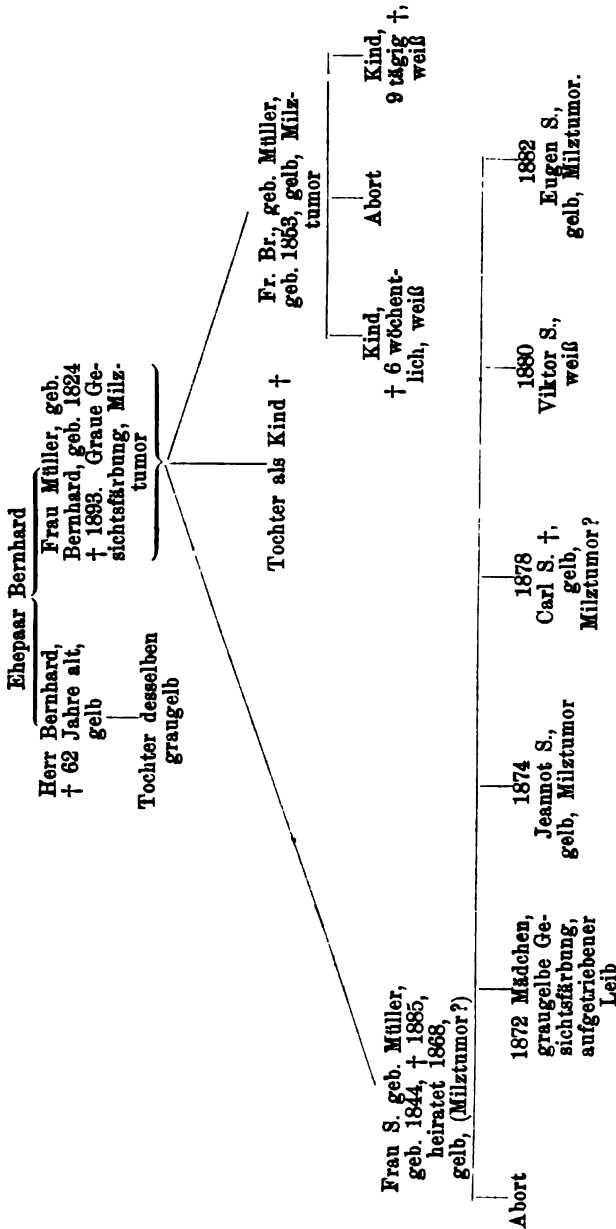 Ehepaar Bernhard
Herr Bernhard,
† 62 Jahre alt,
gelb
Tochter desselben
graugelb
Frau Müller, geb.
Bernhard, geb. 1824
† 1893. Graue Ge-
sichtsfärbung, Milz-
tumor
Frau S. geb. Müller,
geb. 1844, † 1885,
heiratet 1868,
gelb, (Milztumor?)
Tochter als Kind †
Fr. Br., geb. Müller,
geb. 1853, gelb, Milz-
tumor
Kind,
† 6 wöchent-
lich, weiß
Abort
Kind,
9 tägig †,
weiß
Abort
1872 Mädchen,
graugelbe Ge-
sichtsfärbung,
aufgetriebener
Leib
1874
Jeannot S.,
gelb, Milztumor
1878
Carl S. †,
gelb,
Milztumor?
1880
Viktor S.,
weiß
1882
Eugen S.,
gelb, Milztumor.